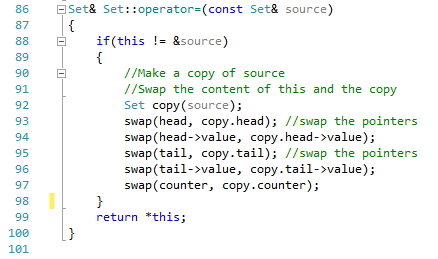 86 Set& Set::operator=(const Set& source)
87 {
88 if(this != &source)
89 {
90 //Make a copy of source
91 //Swap the content of this and the copy
92 Set copy(source);
93 swap(head, copy.head); //swap the pointers
94 swap(head->value, copy.head->value);
95 swap(tail, copy.tail); //swap the pointers
96 swap(tail->value, copy.tail->value);
97 swap(counter, copy.counter);
98 }
99 return *this;
100 }
101